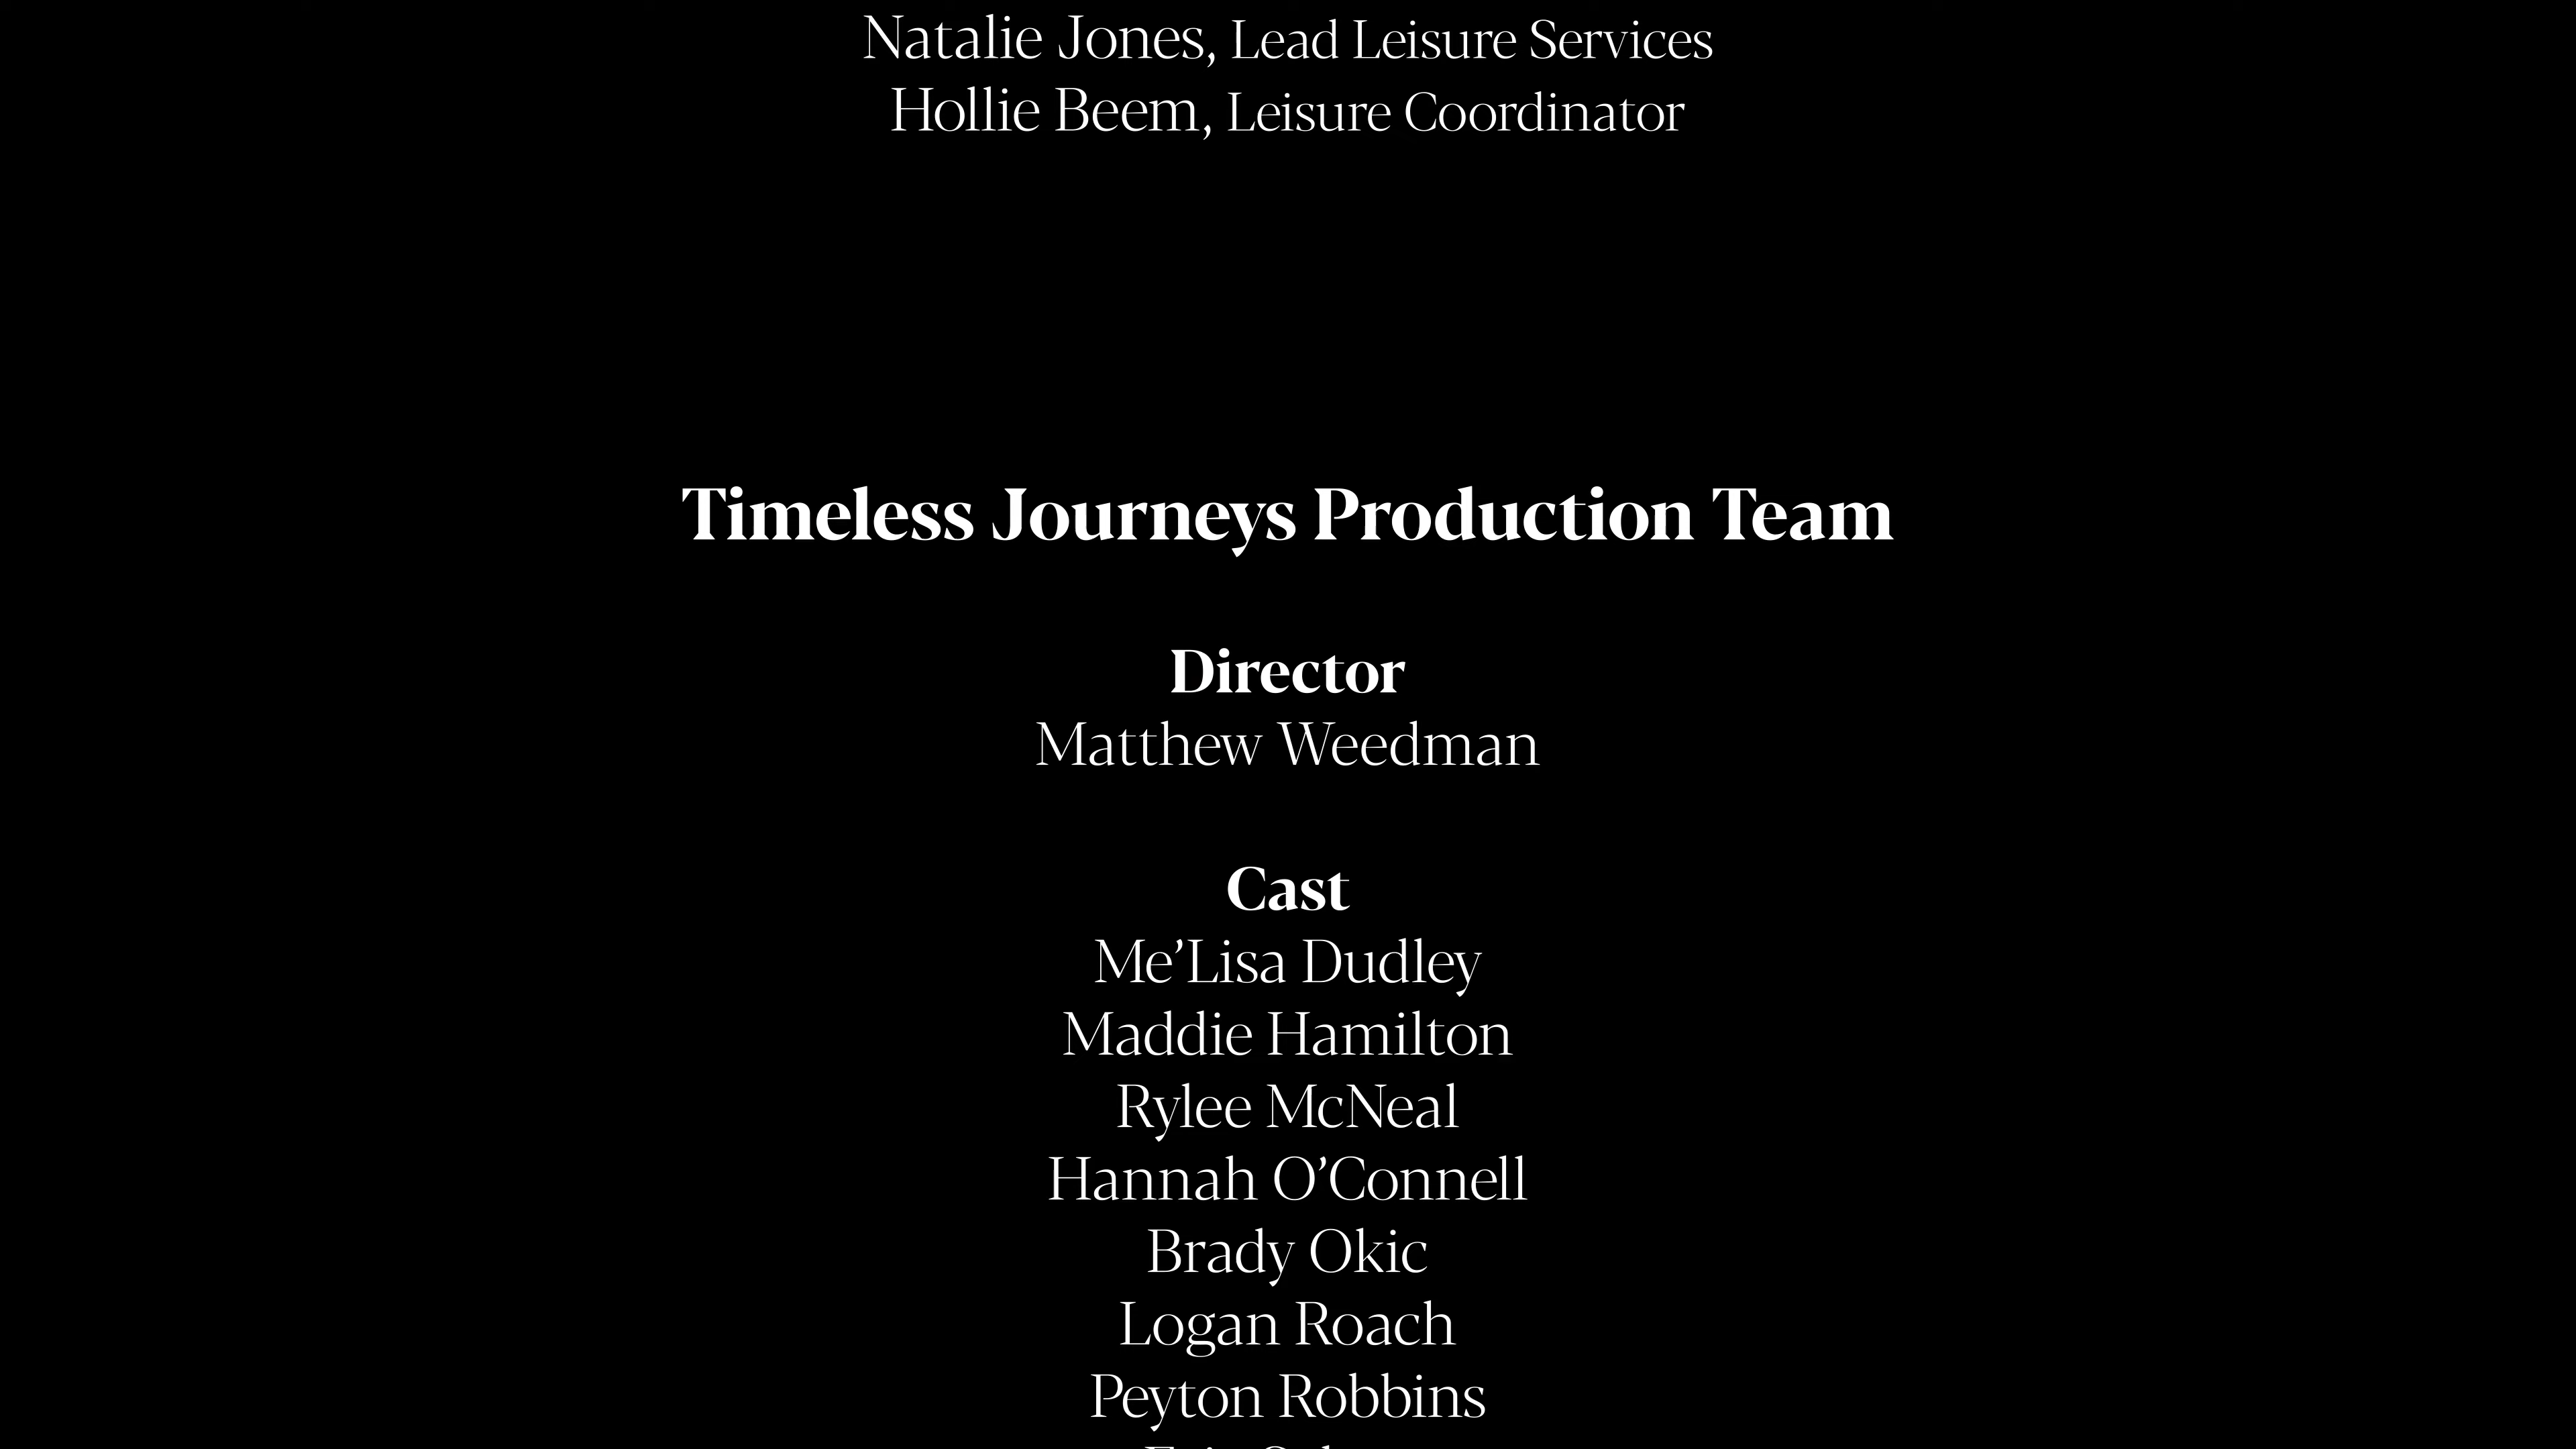 Natalie Jones, Lead Leisure Services
Hollie Beem, Leisure Coordinator
Timeless Journeys Production Team
Director
Matthew Weedman
Cast
Me’Lisa Dudley
Maddie Hamilton
Rylee McNeal
Hannah O’Connell
Brady Okic
Logan Roach
Peyton Robbins